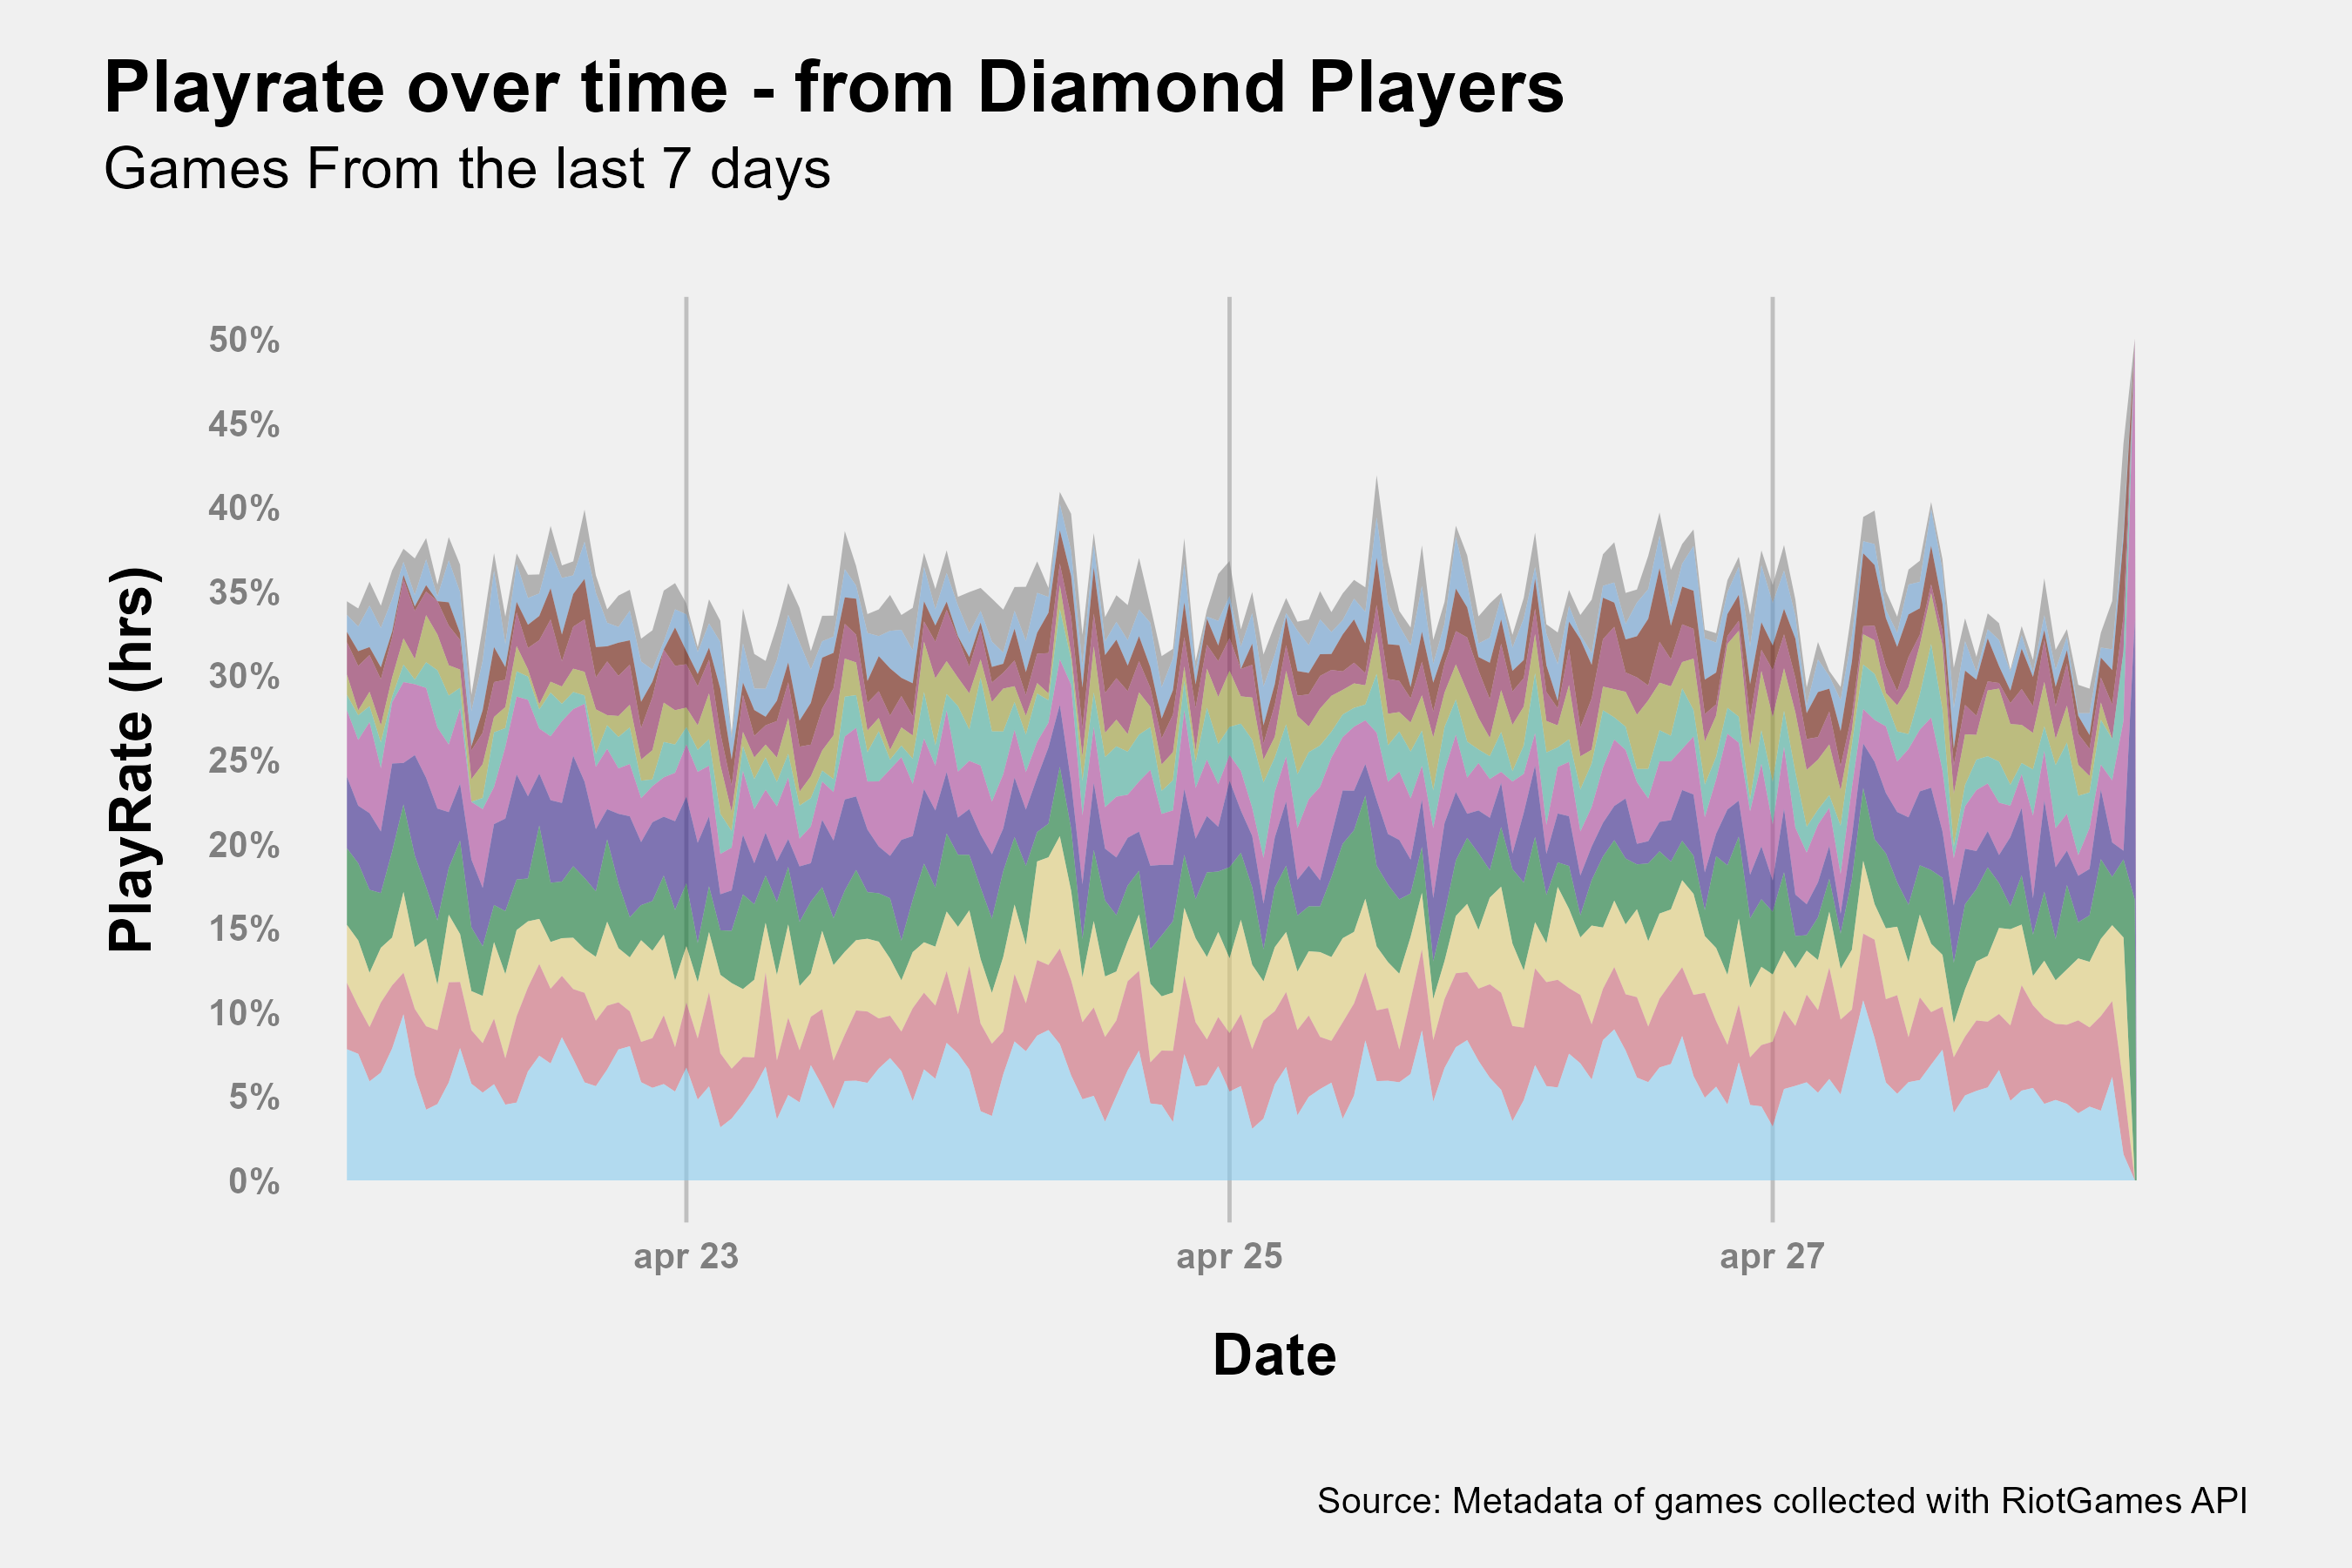 Playrate over time - from Diamond Players
Games From the last 7 days
PlayRate (hrs)
50%
45%
40%
35%
30%
25%
20%
15%
10%
5%
0%
apr 23
apr 25
apr 27
Date
Source: Metadata of games collected with RiotGames API